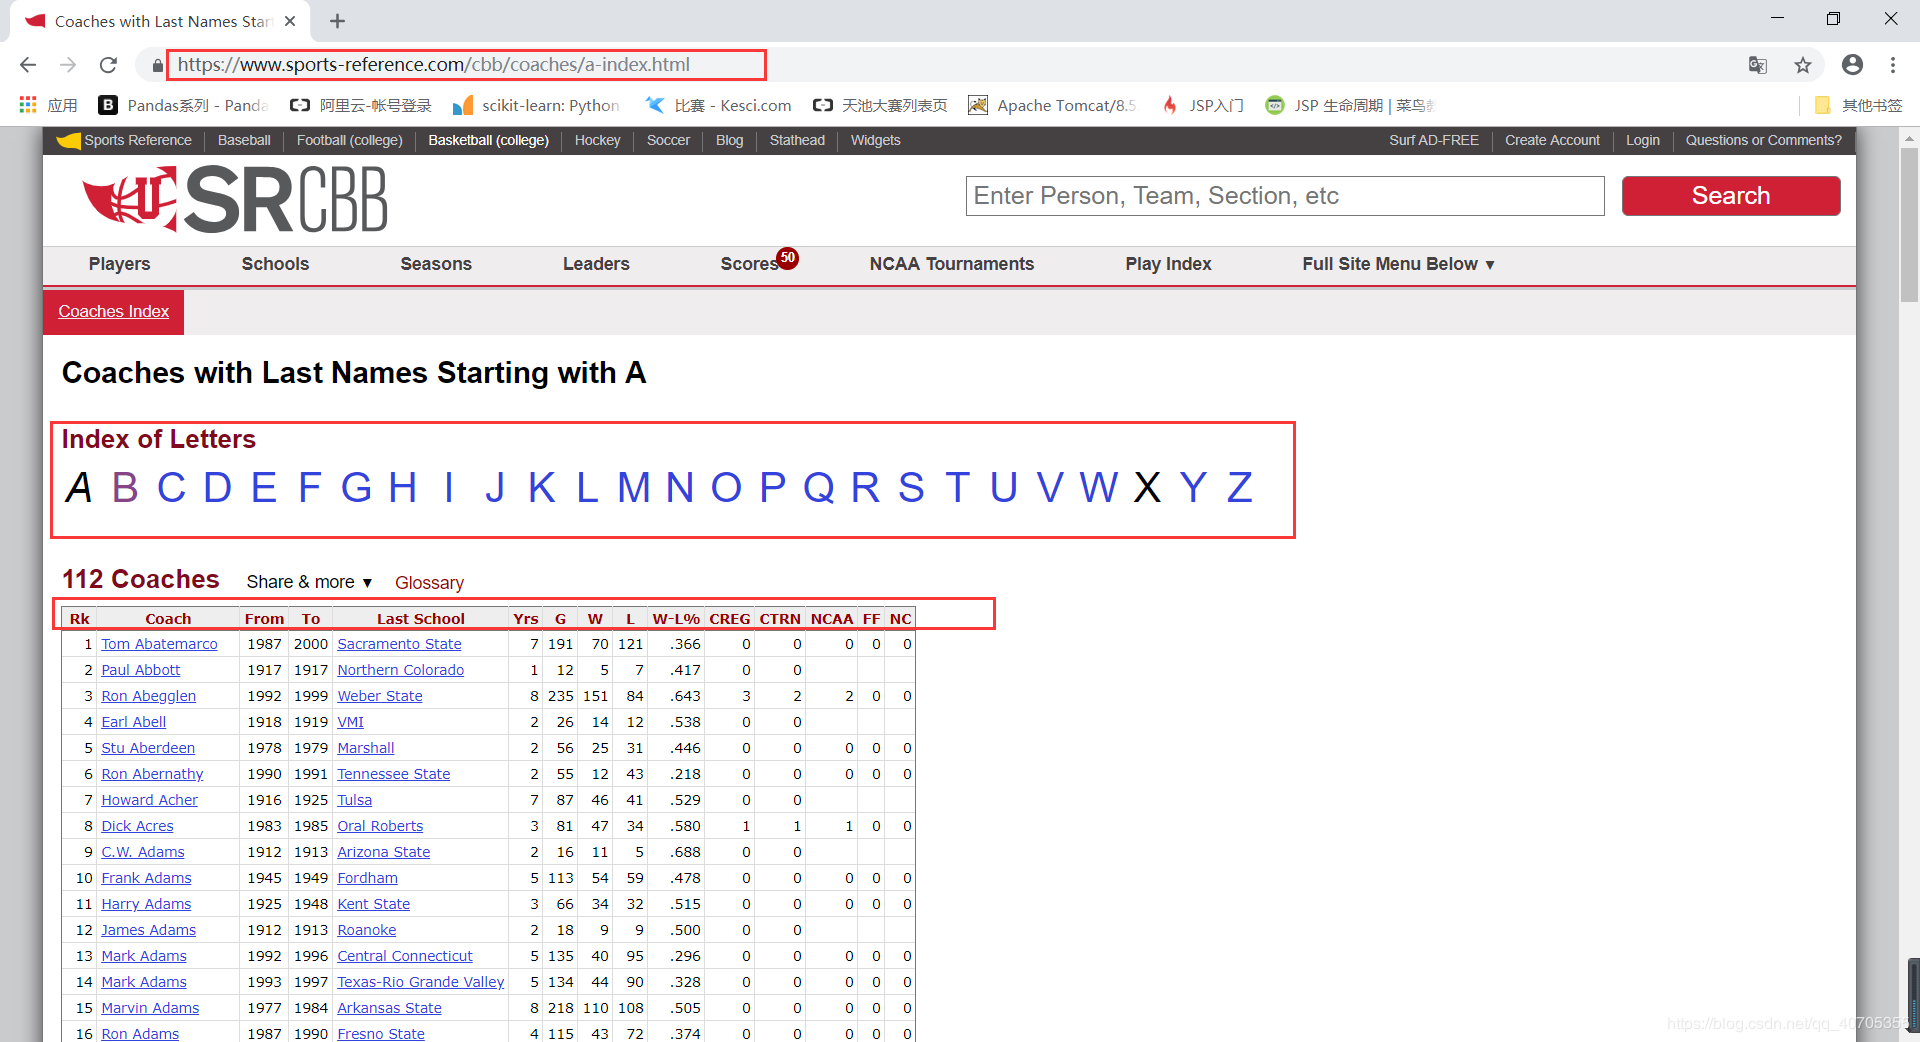 Coaches with Last Names Star
https://www.sports-reference.com/cbb/coaches/a-index.html
应用 Pandas系列 - Panda 阿里云-帐号登录 scikit-learn: Python 比赛 - Kesci.com 天池大赛列表页 Apache Tomcat/8.5 JSP入门 JSP 生命周期 | 菜鸟 其他书签
Sports Reference Baseball Football (college) Basketball (college) Hockey Soccer Blog Stathead Widgets Surf AD-FREE Create Account Login Questions or Comments?
U SRCBB
Enter Person, Team, Section, etc Search
Players Schools Seasons Leaders Scores 50 NCAA Tournaments Play Index Full Site Menu Below ▼
Coaches Index
Coaches with Last Names Starting with A
Index of Letters
A B C D E F G H I J K L M N O P Q R S T U V W X Y Z
112 Coaches Share & more ▼ Glossary
Rk Coach From To Last School Yrs G W L W-L% CREG CTRN NCAA FF NC
1 Tom Abatemarco 1987 2000 Sacramento State 7 191 70 121 .366 0 0 0 0 0
2 Paul Abbott 1917 1917 Northern Colorado 1 12 5 7 .417 0 0
3 Ron Abegglen 1992 1999 Weber State 8 235 151 84 .643 3 2 2 0 0
4 Earl Abell 1918 1919 VMI 2 26 14 12 .538 0 0
5 Stu Aberdeen 1978 1979 Marshall 2 56 25 31 .446 0 0 0 0 0
6 Ron Abernathy 1990 1991 Tennessee State 2 55 12 43 .218 0 0 0 0 0
7 Howard Acher 1916 1925 Tulsa 7 87 46 41 .529 0 0
8 Dick Acres 1983 1985 Oral Roberts 3 81 47 34 .580 1 1 1 0 0
9 C.W. Adams 1912 1913 Arizona State 2 16 11 5 .688 0 0
10 Frank Adams 1945 1949 Fordham 5 113 54 59 .478 0 0 0 0 0
11 Harry Adams 1925 1948 Kent State 3 66 34 32 .515 0 0 0 0 0
12 James Adams 1912 1913 Roanoke 2 18 9 9 .500 0 0
13 Mark Adams 1992 1996 Central Connecticut 5 135 40 95 .296 0 0 0 0 0
14 Mark Adams 1993 1997 Texas-Rio Grande Valley 5 134 44 90 .328 0 0 0 0 0
15 Marvin Adams 1977 1984 Arkansas State 8 218 110 108 .505 0 0 0 0 0
16 Ron Adams 1987 1990 Fresno State 4 115 43 72 .374 0 0 0 0 0
https://blog.csdn.net/qq_4070535